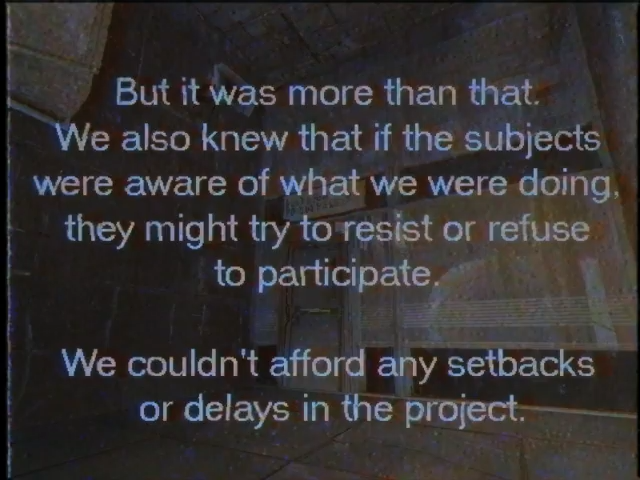 But it was more than that.
We also knew that if the subjects
were aware of what we were doing,
they might try to resist or refuse
to participate.
We couldn't afford any setbacks
or delays in the project.